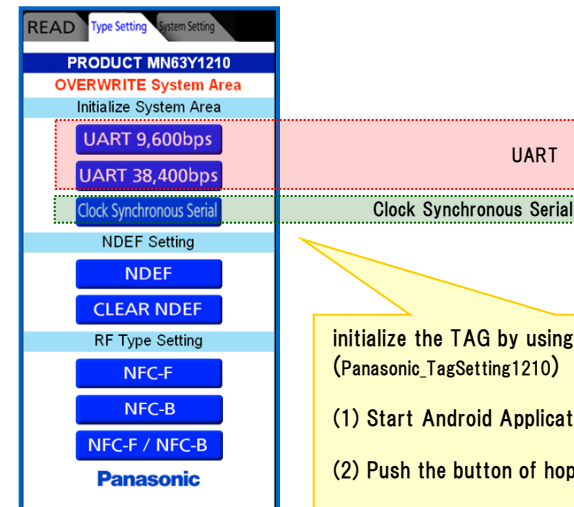 READ Type Setting System Setting
PRODUCT MN63Y1210
OVERWRITE System Area
Initialize System Area
UART 9,600bps
UART 38,400bps
UART
Clock Synchronous Serial
Clock Synchronous Serial
NDEF Setting
NDEF
CLEAR NDEF
RF Type Setting
NFC-F
NFC-B
NFC-F / NFC-B
Panasonic
initialize the TAG by using
(Panasonic_TagSetting1210)
(1) Start Android Applicat
(2) Push the button of hop